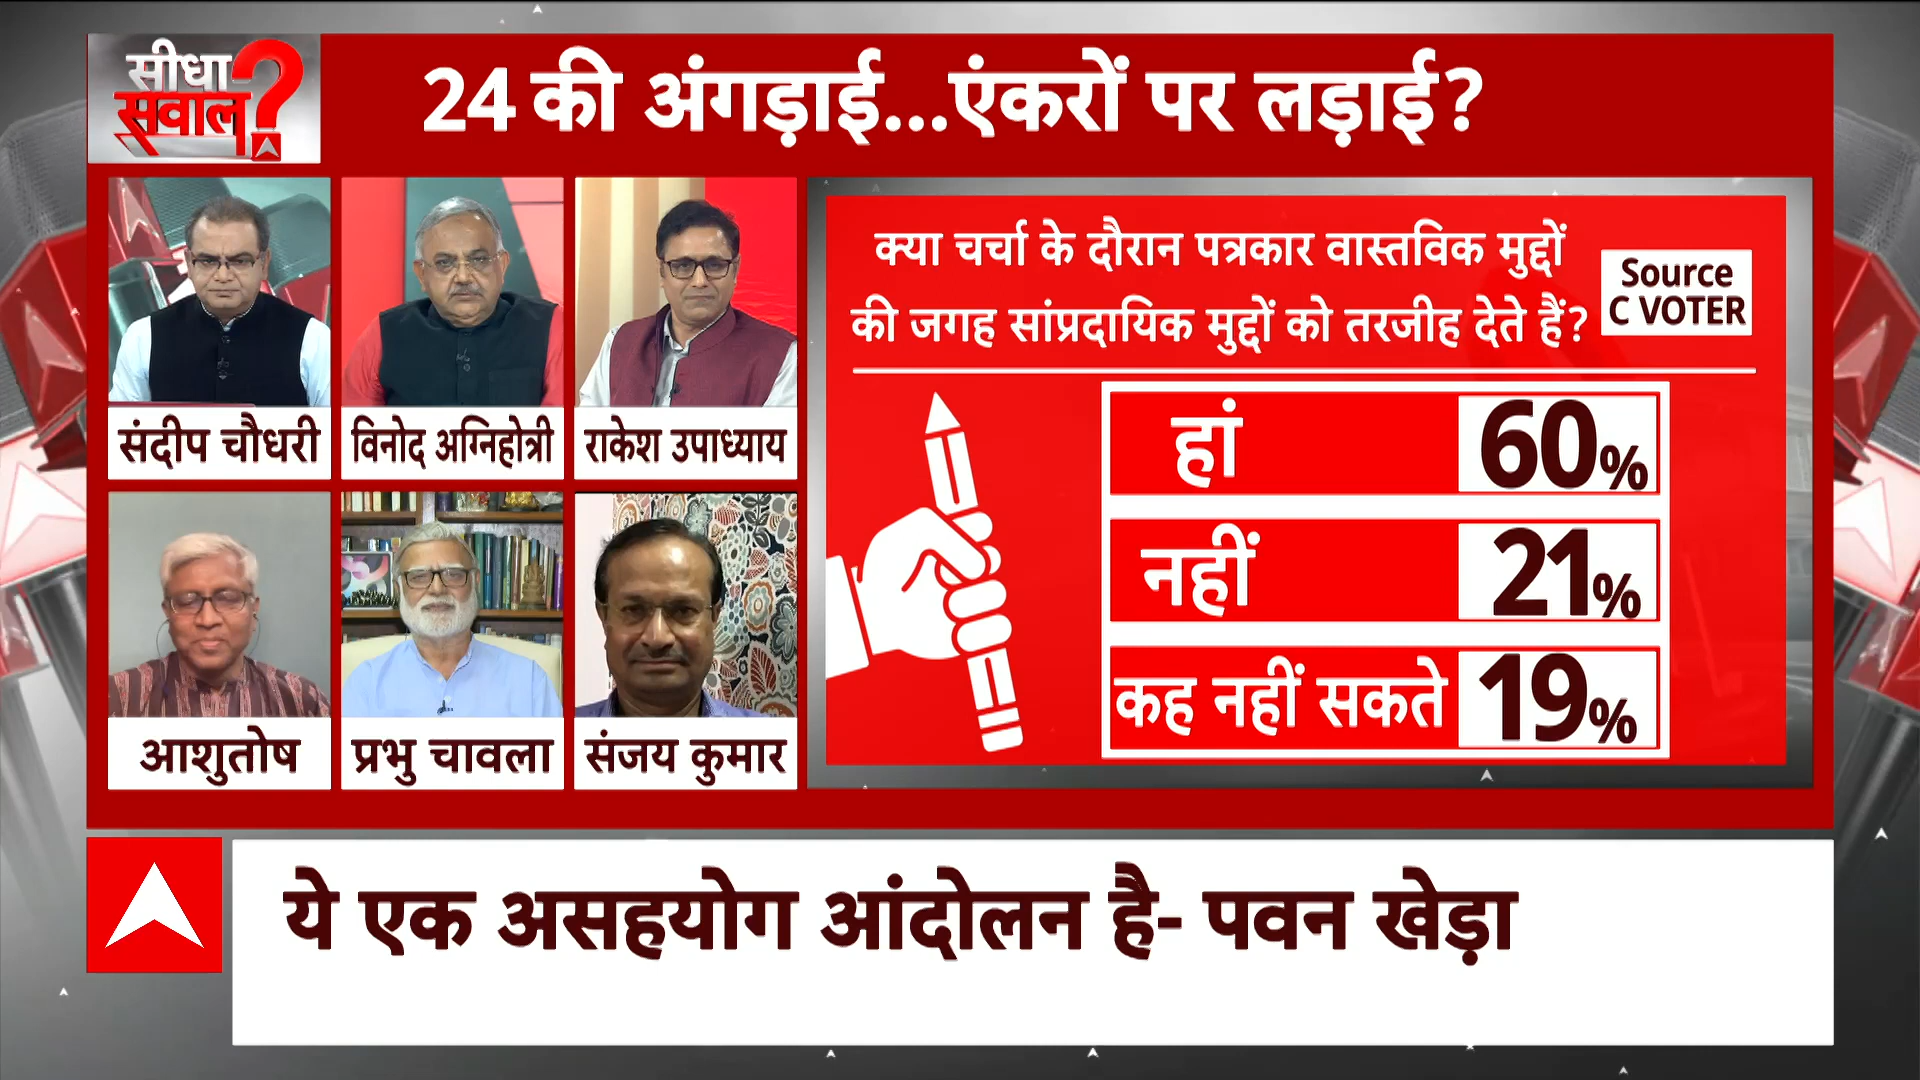 सीधा
सवाल
24 की अंगड़ाई...एंकरों पर लड़ाई?
संदीप चौधरी
विनोद अग्निहोत्री
राकेश उपाध्याय
आशुतोष
प्रभु चावला
संजय कुमार
क्या चर्चा के दौरान पत्रकार वास्तविक मुद्दों
की जगह सांप्रदायिक मुद्दों को तरजीह देते हैं?
Source
C VOTER
हां 60%
नहीं 21%
कह नहीं सकते 19%
ये एक असहयोग आंदोलन है- पवन खेड़ा